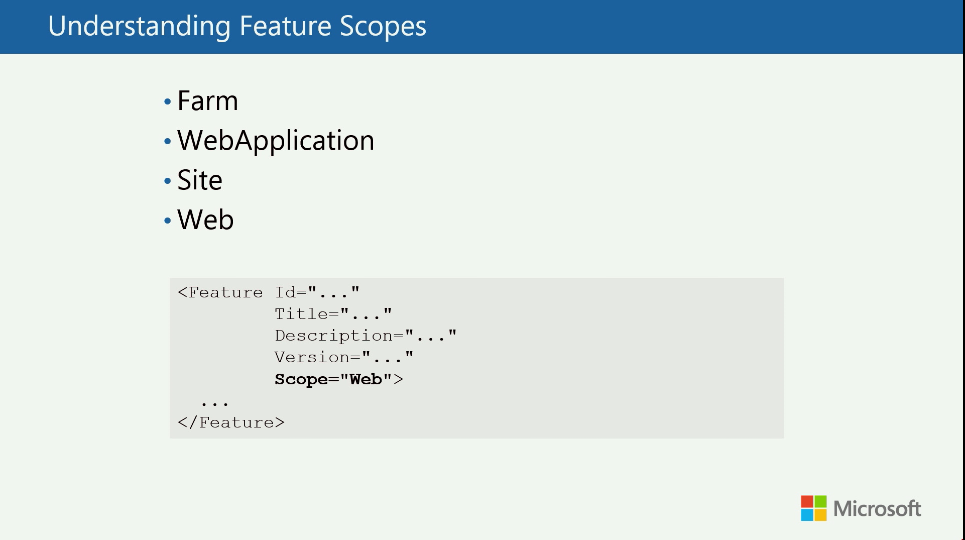 Understanding Feature Scopes
• Farm
• WebApplication
• Site
• Web
<Feature Id="..."
Title="..."
Description="..."
Version="..."
Scope="Web">
...
</Feature>
Microsoft